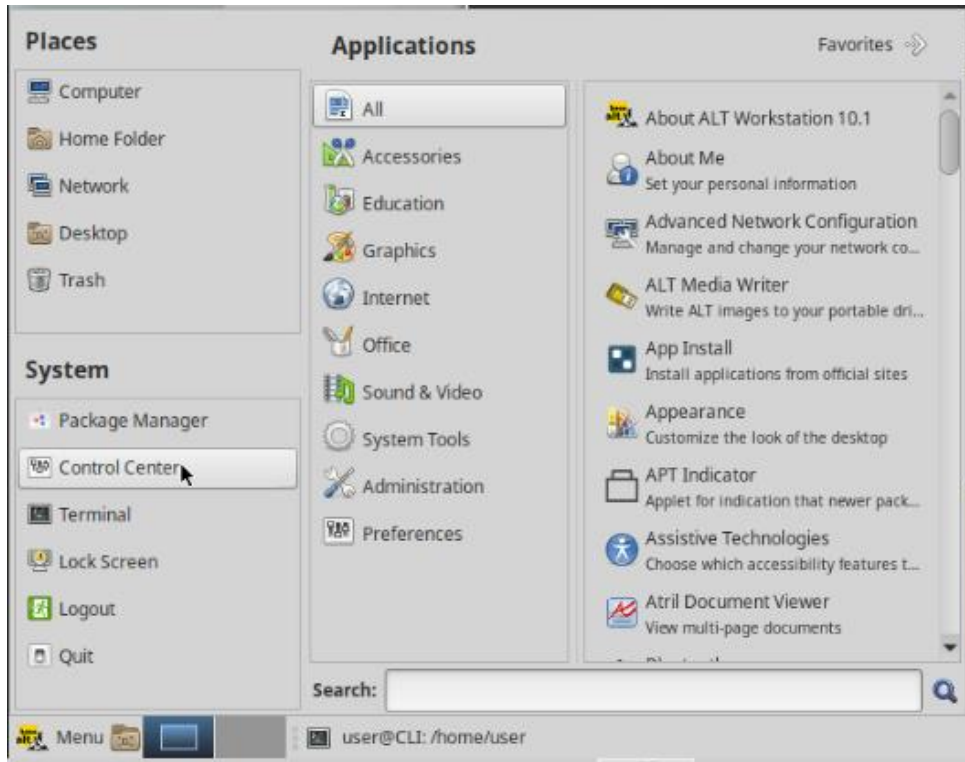 Places
Computer
Home Folder
Network
Desktop
Trash
System
Package Manager
Control Center
Terminal
Lock Screen
Logout
Quit
Applications
Favorites
All
Accessories
Education
Graphics
Internet
Office
Sound & Video
System Tools
Administration
Preferences
About ALT Workstation 10.1
About Me
Set your personal information
Advanced Network Configuration
Manage and change your network co...
ALT Media Writer
Write ALT images to your portable dri...
App Install
Install applications from official sites
Appearance
Customize the look of the desktop
APT Indicator
Applet for indication that newer pack...
Assistive Technologies
Choose which accessibility features t...
Atril Document Viewer
View multi-page documents
Search:
Menu
user@CLI: /home/user